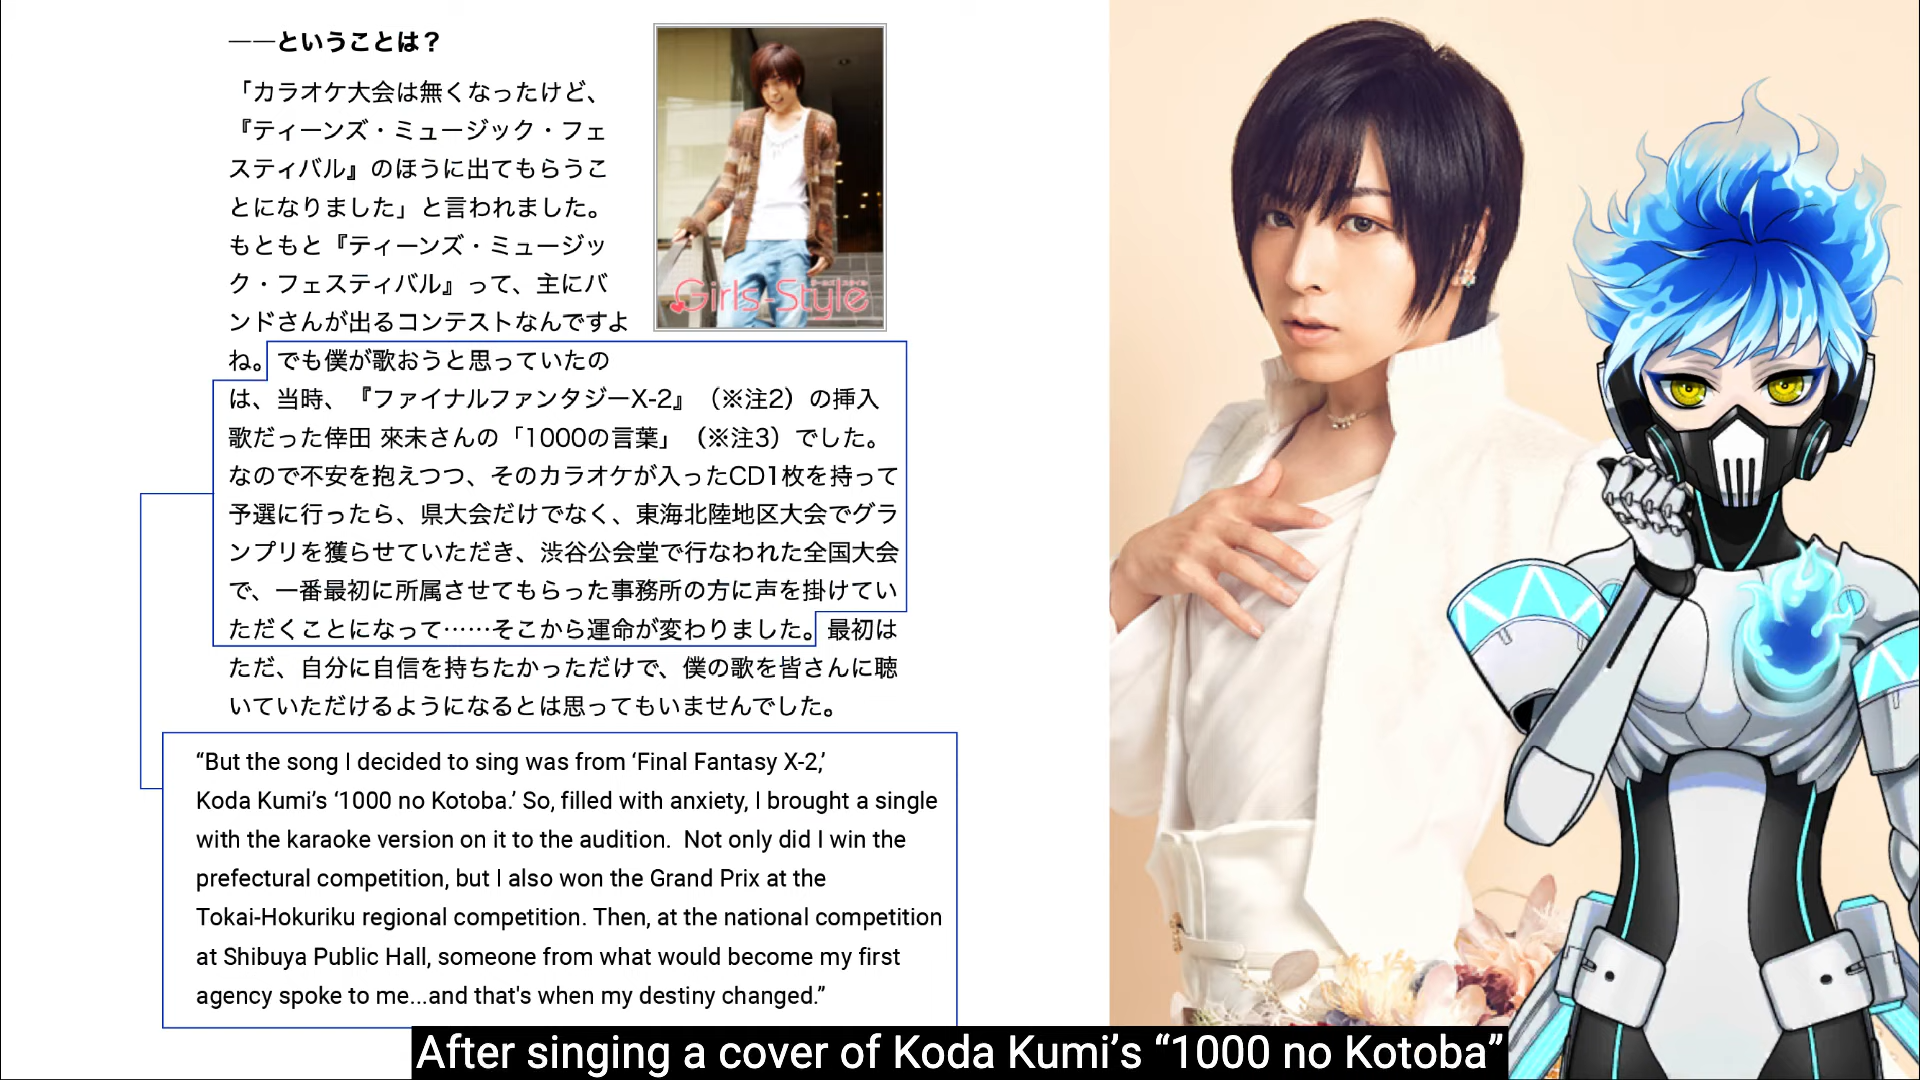 ──ということは？
「カラオケ大会は無くなったけど、
『ティーンズ・ミュージック・フェ
スティバル』のほうに出てもらうこ
とになりました」と言われました。
もともと『ティーンズ・ミュージッ
ク・フェスティバル』って、主にバ
ンドさんが出るコンテストなんですよ
ね。でも僕が歌おうと思っていたの
は、当時、『ファイナルファンタジーX-2』（※注2）の挿入
歌だった倖田 來未さんの「1000の言葉」（※注3）でした。
なので不安を抱えつつ、そのカラオケが入ったCD1枚を持って
予選に行ったら、県大会だけでなく、東海北陸地区大会でグラ
ンプリを獲らせていただき、渋谷公会堂で行なわれた全国大会
で、一番最初に所属させてもらった事務所の方に声を掛けてい
ただくことになって……そこから運命が変わりました。最初は
ただ、自分に自信を持ちたかっただけで、僕の歌を皆さんに聴
いていただけるようになるとは思ってもいませんでした。
Girls-Style
“But the song I decided to sing was from ‘Final Fantasy X-2,’
Koda Kumi’s ‘1000 no Kotoba.’ So, filled with anxiety, I brought a single
with the karaoke version on it to the audition.  Not only did I win the
prefectural competition, but I also won the Grand Prix at the
Tokai-Hokuriku regional competition. Then, at the national competition
at Shibuya Public Hall, someone from what would become my first
agency spoke to me...and that's when my destiny changed.”
After singing a cover of Koda Kumi’s “1000 no Kotoba”